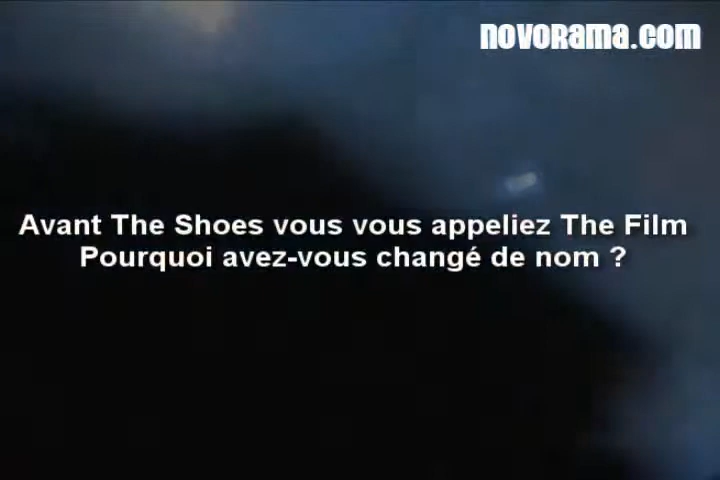 novorama.com
Avant The Shoes vous vous appeliez The Film
Pourquoi avez-vous changé de nom ?